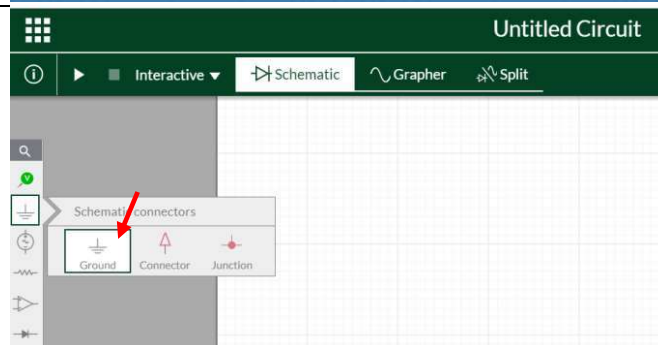 Untitled Circuit
Interactive
Schematic
Grapher
Split
V
Schematic connectors
Ground
Connector
Junction